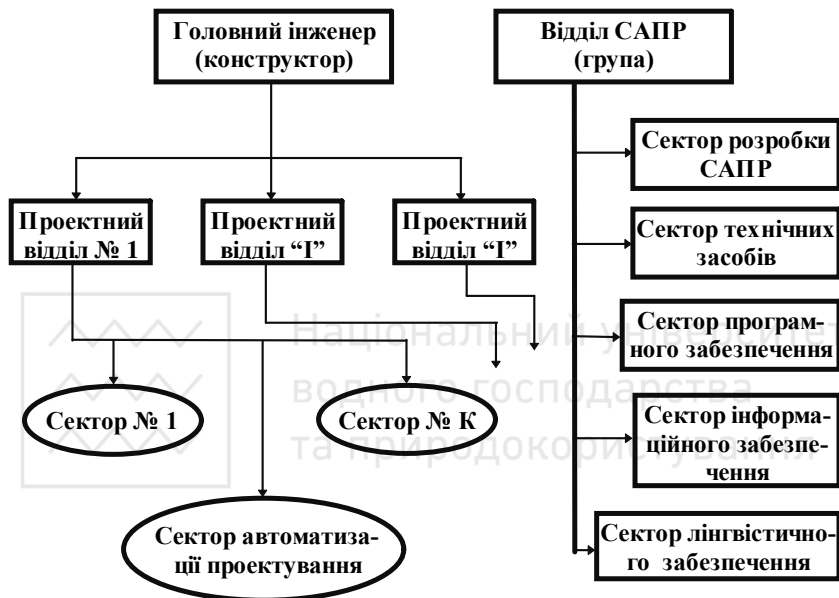 Головний інженер
(конструктор)
Відділ САПР
(група)
Сектор розробки
САПР
Проектний
відділ № 1
Проектний
відділ “І”
Проектний
відділ “І”
Сектор технічних
засобів
Національний університе
водного господарства
та природокористування
Сектор програм-
ного забезпечення
Сектор № 1
Сектор № К
Сектор інформа-
ційного забезпе-
чення
Сектор автоматиза-
ції проектування
Сектор лінгвістично-
го забезпечення